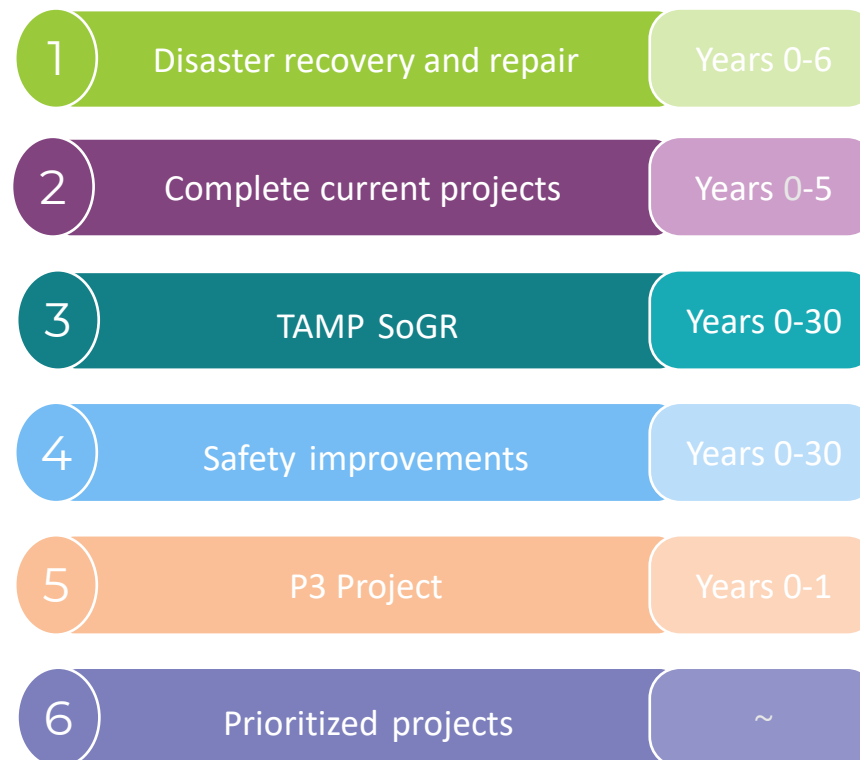 1 Disaster recovery and repair Years 0-6
2 Complete current projects Years 0-5
3 TAMP SoGR Years 0-30
4 Safety improvements Years 0-30
5 P3 Project Years 0-1
6 Prioritized projects ~